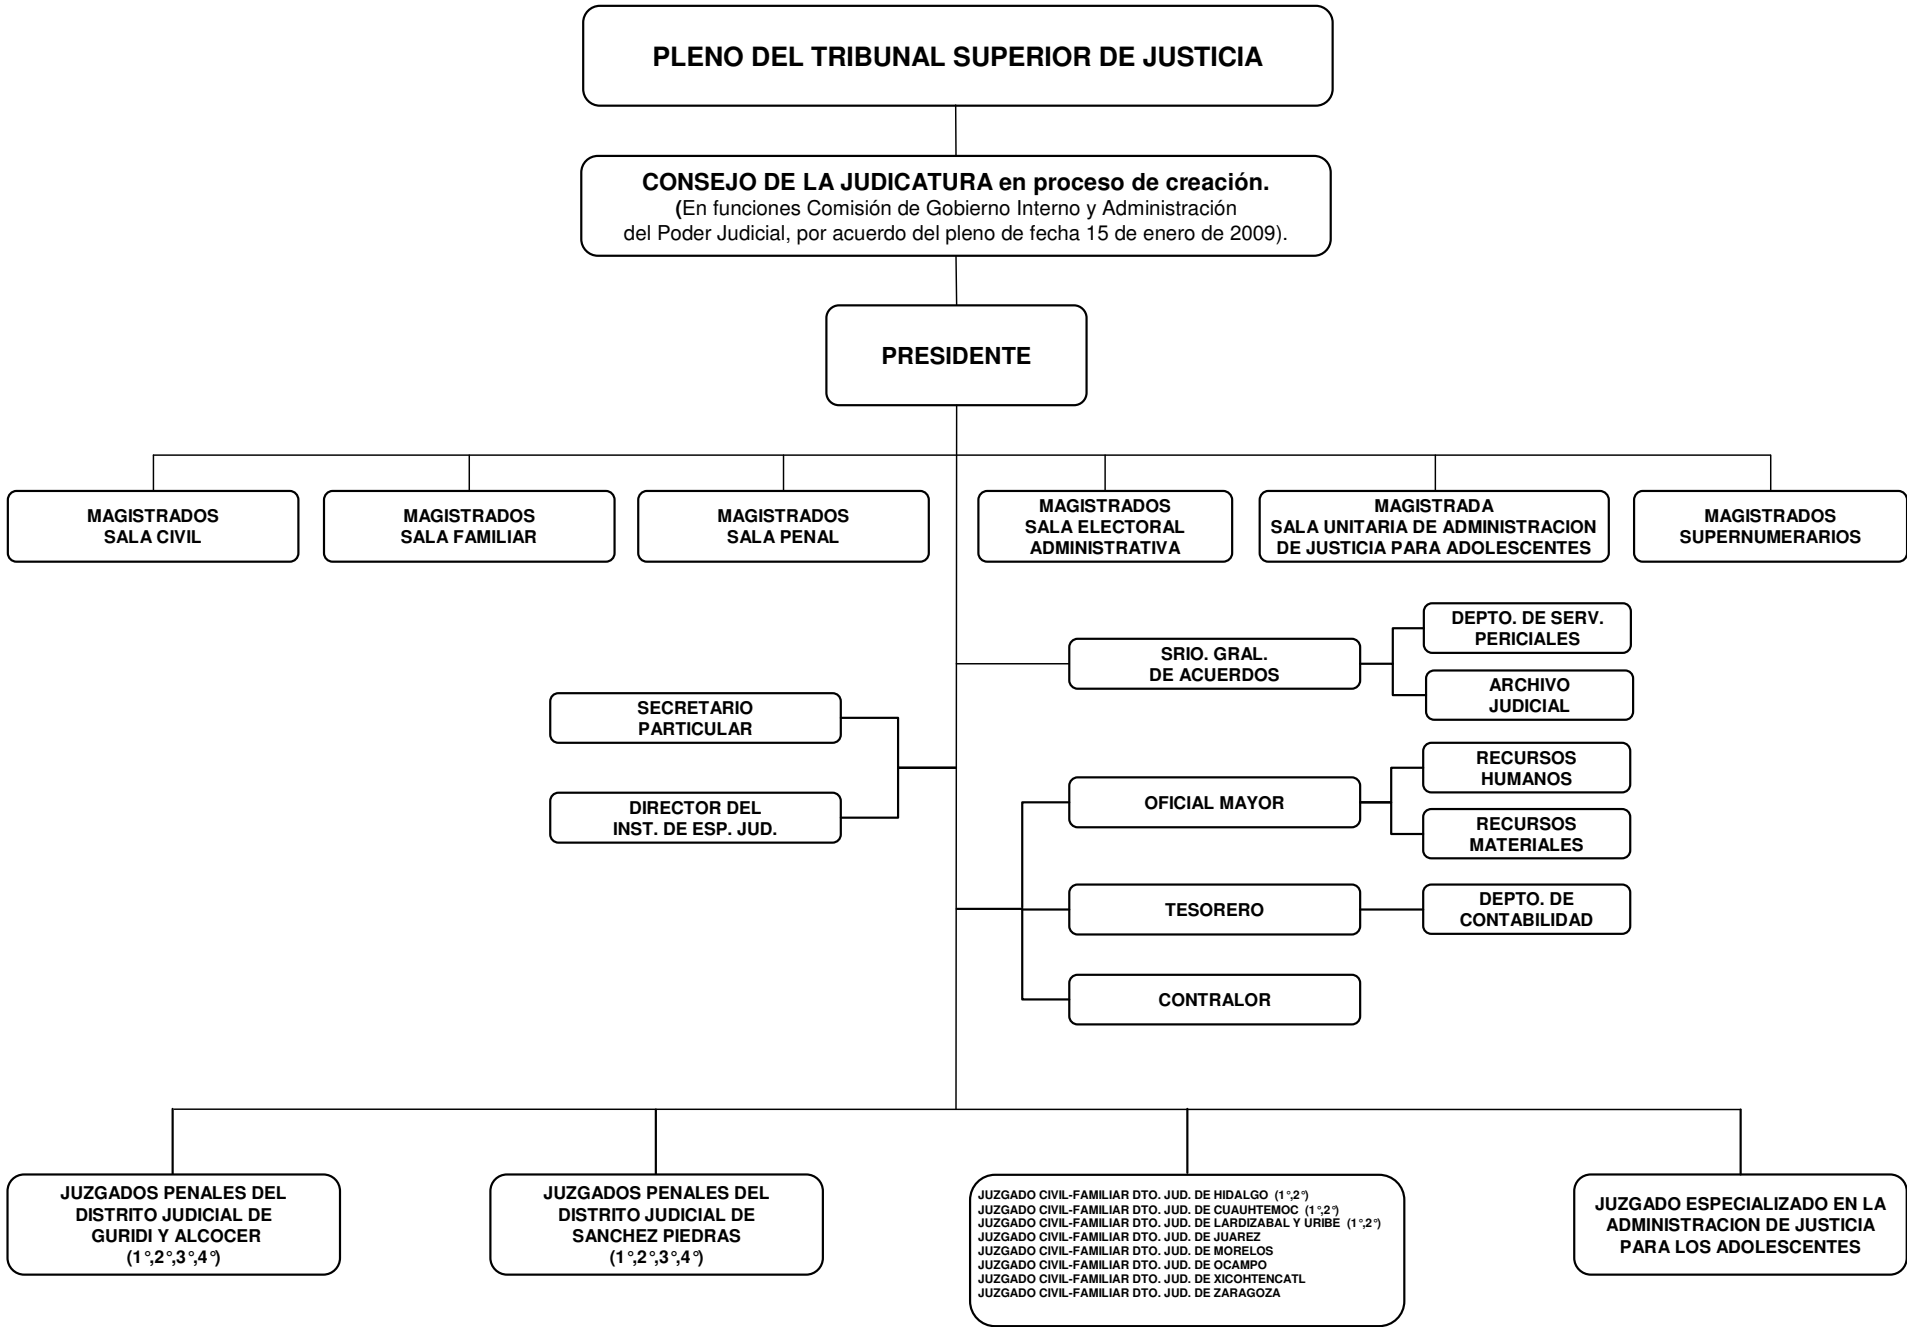 PLENO DEL TRIBUNAL SUPERIOR DE JUSTICIA
CONSEJO DE LA JUDICATURA en proceso de creación.
(En funciones Comisión de Gobierno Interno y Administración
del Poder Judicial, por acuerdo del pleno de fecha 15 de enero de 2009).
PRESIDENTE
MAGISTRADOS
SALA CIVIL
MAGISTRADOS
SALA FAMILIAR
MAGISTRADOS
SALA PENAL
MAGISTRADOS
SALA ELECTORAL
ADMINISTRATIVA
MAGISTRADA
SALA UNITARIA DE ADMINISTRACION
DE JUSTICIA PARA ADOLESCENTES
MAGISTRADOS
SUPERNUMERARIOS
SRIO. GRAL.
DE ACUERDOS
DEPTO. DE SERV.
PERICIALES
ARCHIVO
JUDICIAL
SECRETARIO
PARTICULAR
DIRECTOR DEL
INST. DE ESP. JUD.
OFICIAL MAYOR
RECURSOS
HUMANOS
RECURSOS
MATERIALES
TESORERO
DEPTO. DE
CONTABILIDAD
CONTRALOR
JUZGADOS PENALES DEL
DISTRITO JUDICIAL DE
GURIDI Y ALCOCER
(1°,2°,3°,4°)
JUZGADOS PENALES DEL
DISTRITO JUDICIAL DE
SANCHEZ PIEDRAS
(1°,2°,3°,4°)
JUZGADO CIVIL-FAMILIAR DTO. JUD. DE HIDALGO (1°,2°)
JUZGADO CIVIL-FAMILIAR DTO. JUD. DE CUAUHTEMOC (1°,2°)
JUZGADO CIVIL-FAMILIAR DTO. JUD. DE LARDIZABAL Y URIBE (1°,2°)
JUZGADO CIVIL-FAMILIAR DTO. JUD. DE JUAREZ
JUZGADO CIVIL-FAMILIAR DTO. JUD. DE MORELOS
JUZGADO CIVIL-FAMILIAR DTO. JUD. DE OCAMPO
JUZGADO CIVIL-FAMILIAR DTO. JUD. DE XICOHTENCATL
JUZGADO CIVIL-FAMILIAR DTO. JUD. DE ZARAGOZA
JUZGADO ESPECIALIZADO EN LA
ADMINISTRACION DE JUSTICIA
PARA LOS ADOLESCENTES